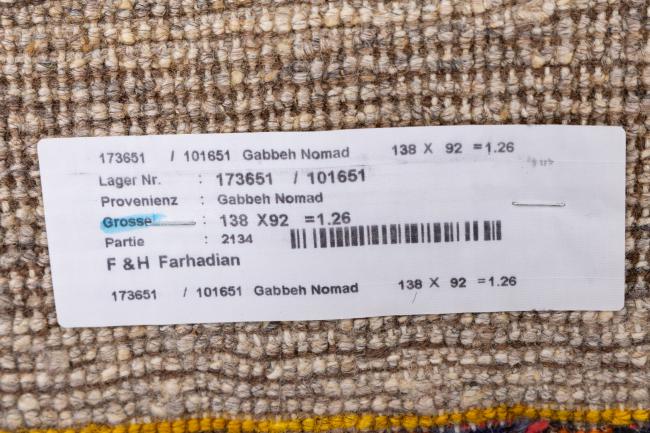 173651 / 101651 Gabbeh Nomad 138 X 92 =1.26
Lager Nr. : 173651 / 101651
Provenienz : Gabbeh Nomad
Grosse : 138 X92 =1.26
Partie : 2134
F & H Farhadian
173651 / 101651 Gabbeh Nomad 138 X 92 =1.26